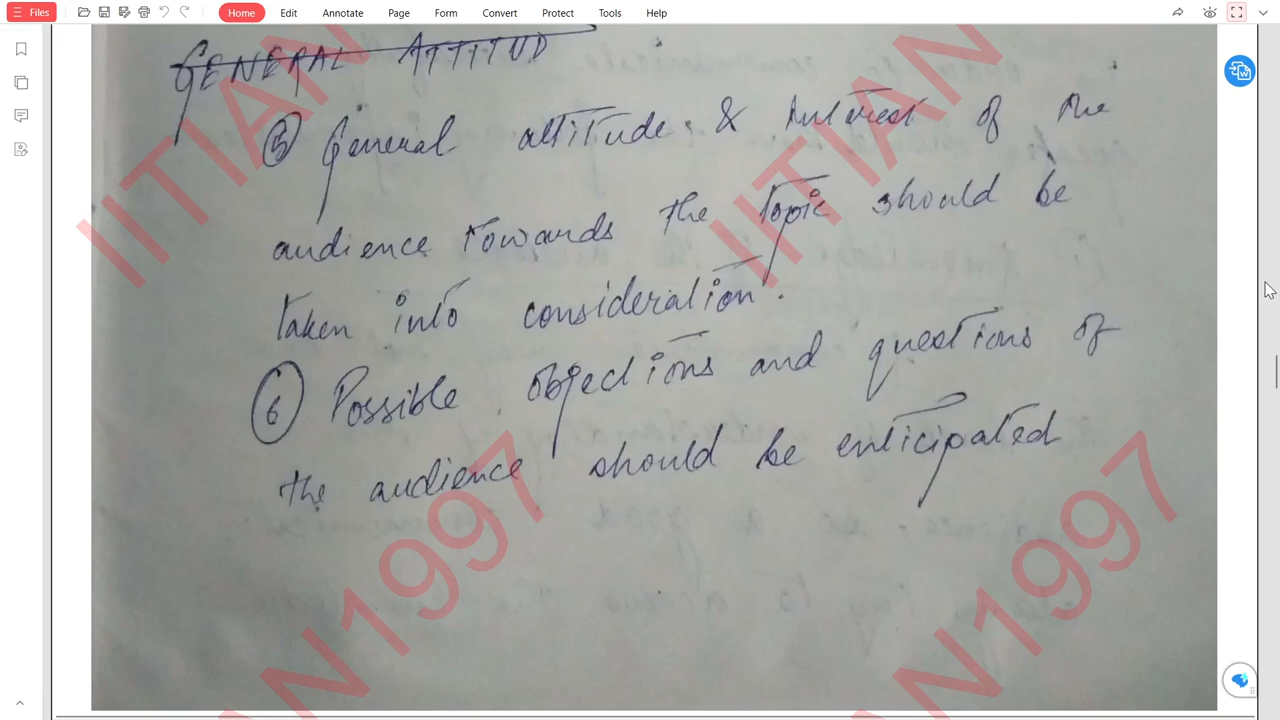 Files
Home Edit Annotate Page Form Convert Protect Tools Help
GENERAL ATTITUD
5 General attitude & Interest of the
audience towards the topic should be
taken into consideration.
6 Possible objections and questions of
the audience should be enticipated
IITIAN
IITIAN
N1997
N1997